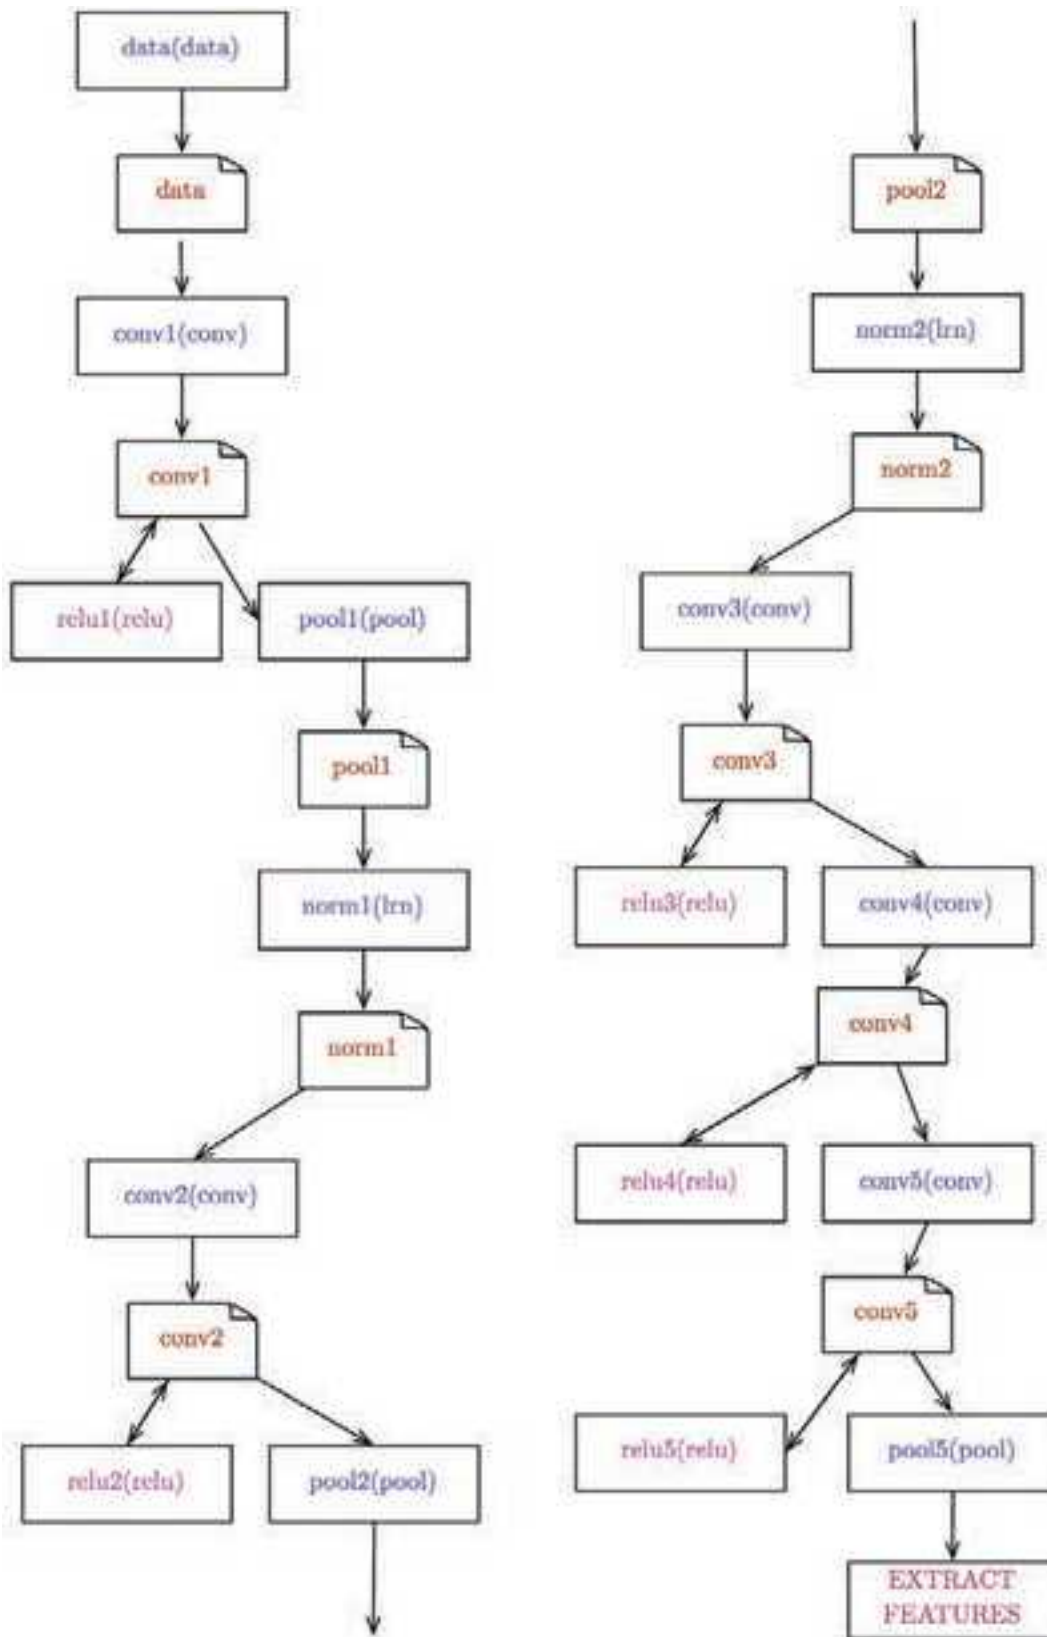 data(data)
data
conv1(conv)
conv1
relu1(relu)
pool1(pool)
pool1
norm1(lrn)
norm1
conv2(conv)
conv2
relu2(relu)
pool2(pool)
pool2
norm2(lrn)
norm2
conv3(conv)
conv3
relu3(relu)
conv4(conv)
conv4
relu4(relu)
conv5(conv)
conv5
relu5(relu)
pool5(pool)
EXTRACT
FEATURES